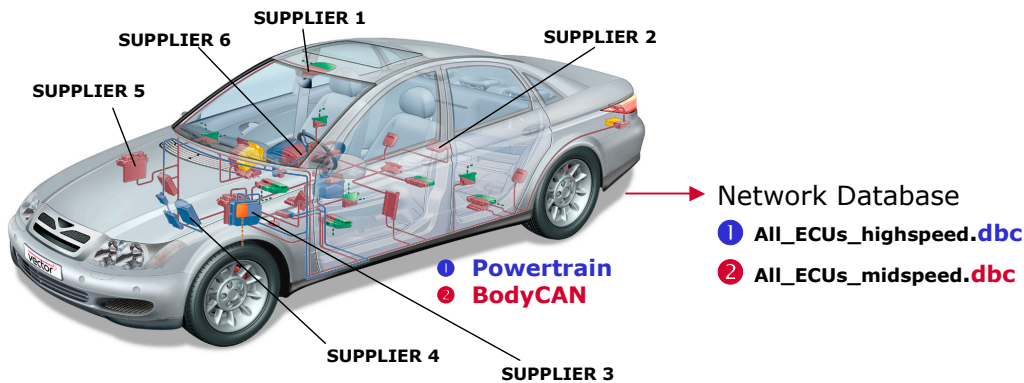 SUPPLIER 1
SUPPLIER 6
SUPPLIER 2
SUPPLIER 5
Network Database
1 All_ECUs_highspeed.dbc
2 All_ECUs_midspeed.dbc
vector
1 Powertrain
2 BodyCAN
SUPPLIER 4
SUPPLIER 3